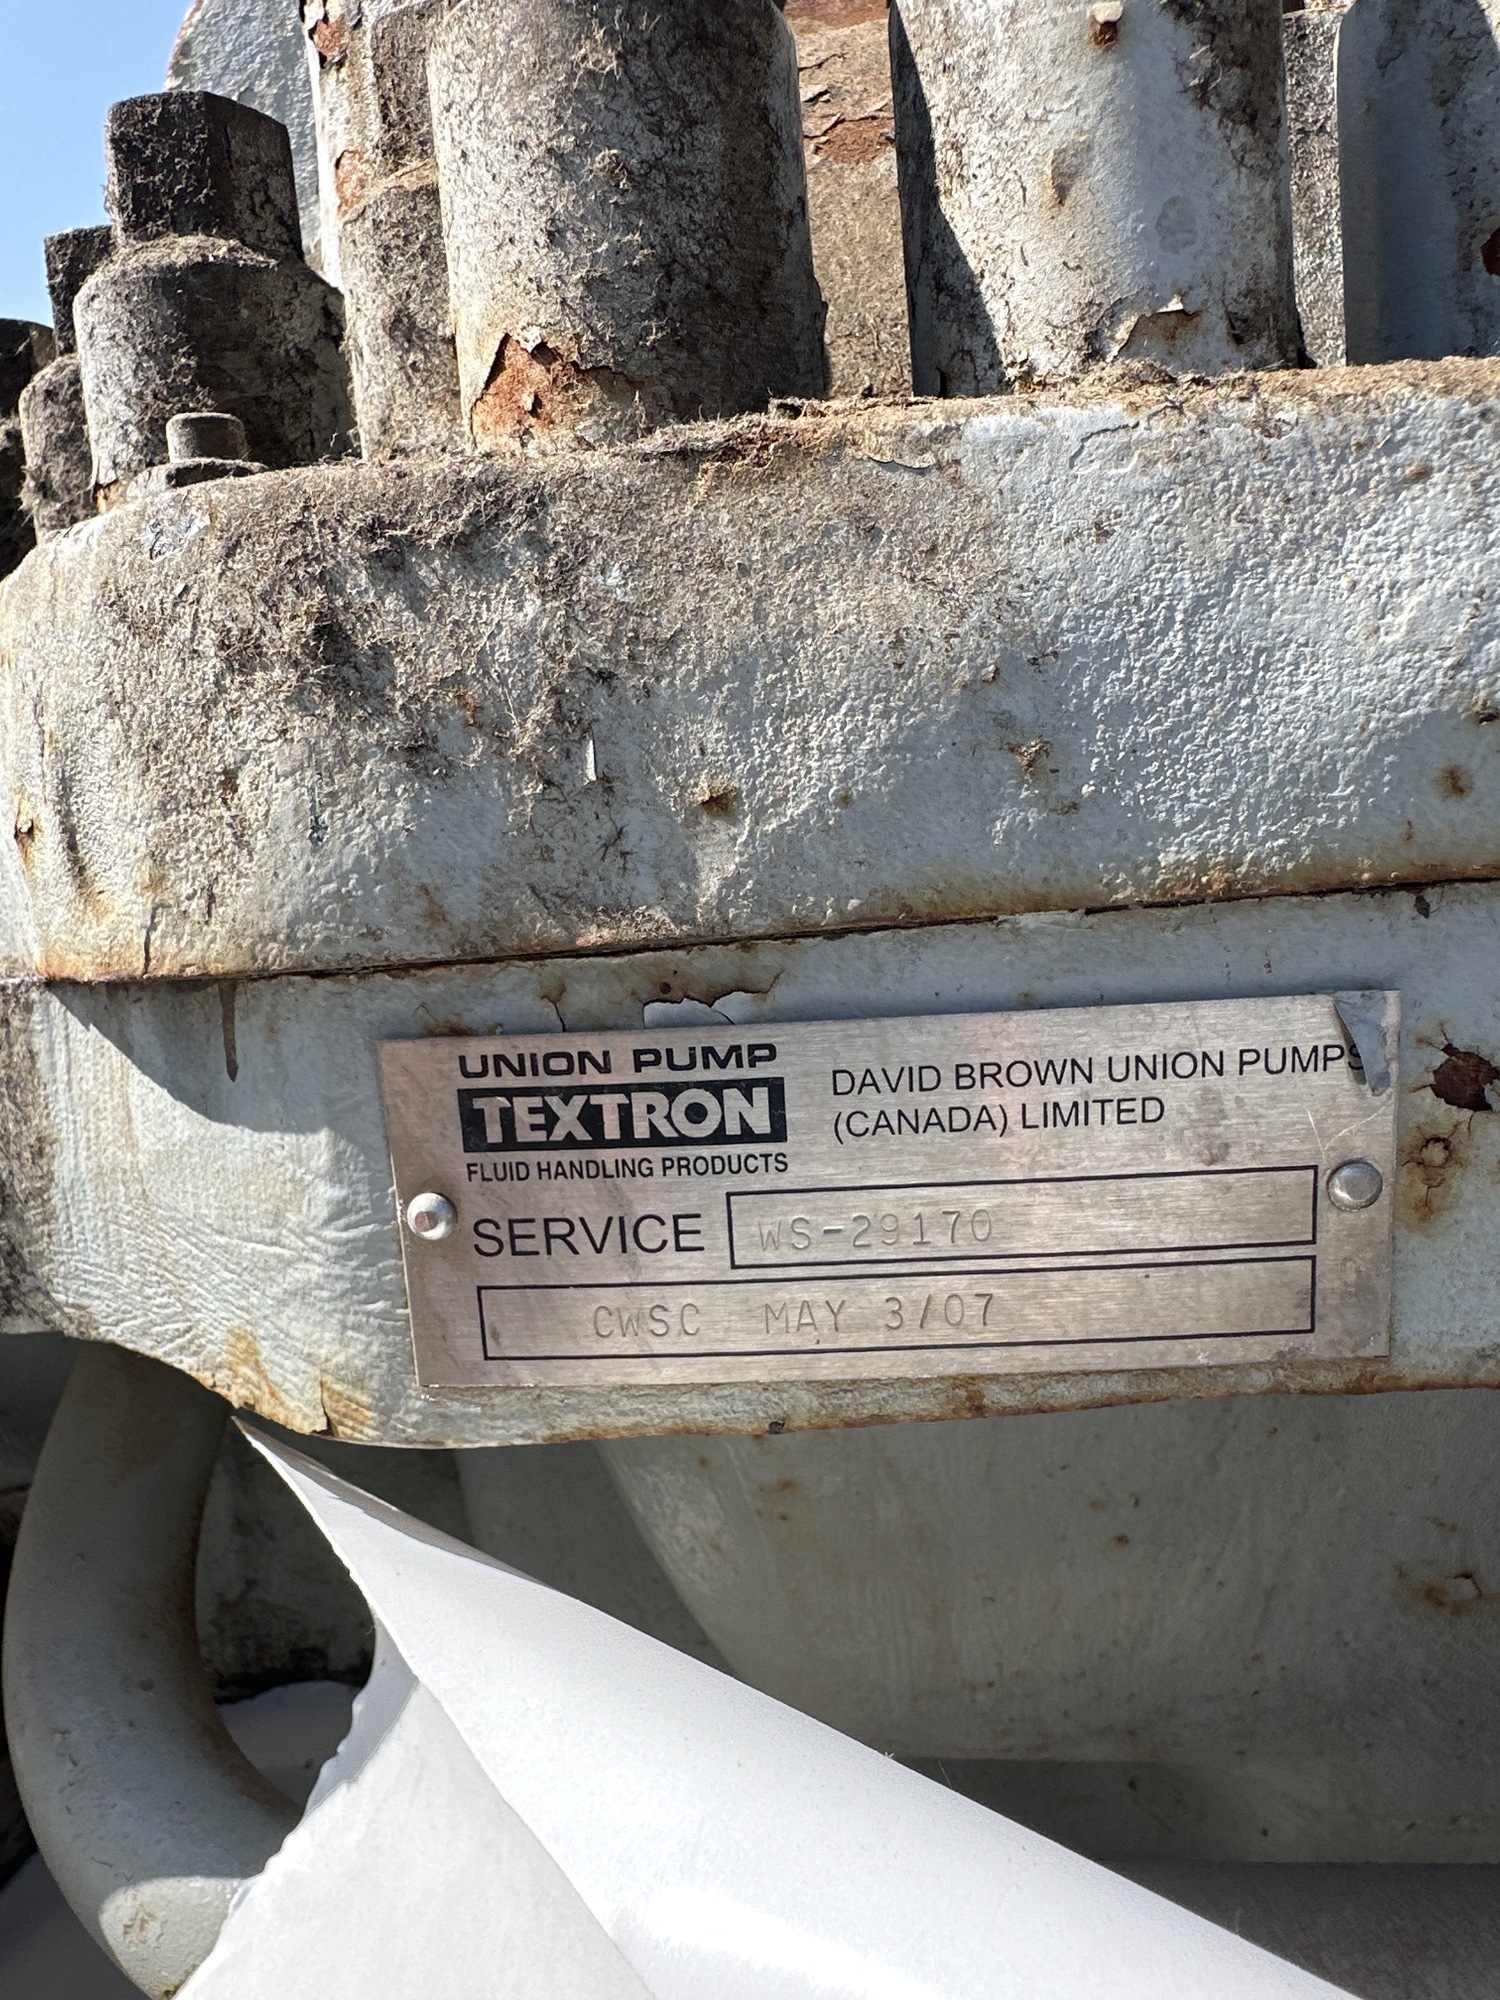 UNION PUMP
TEXTRON
FLUID HANDLING PRODUCTS
DAVID BROWN UNION PUMPS
(CANADA) LIMITED
SERVICE WS-29170
CWSC MAY 3/07